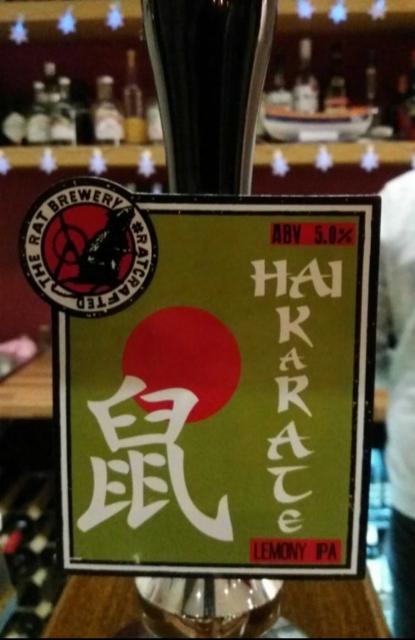 THE RAT BREWERY
#RATCRAFTED
ABV 5.0%
HAI
KARATE
鼠
LEMONY IPA